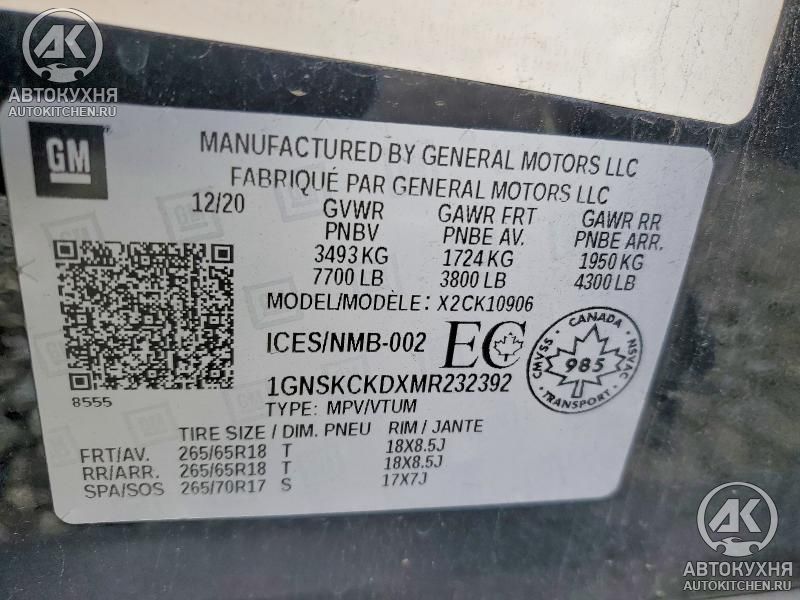 AK
АВТОКУХНЯ
AUTOKITCHEN.RU
GM
MANUFACTURED BY GENERAL MOTORS LLC
FABRIQUÉ PAR GENERAL MOTORS LLC
12/20 GVWR GAWR FRT GAWR RR
PNBV PNBE AV. PNBE ARR.
3493 KG 1724 KG 1950 KG
7700 LB 3800 LB 4300 LB
MODEL/MODÈLE: X2CK10906
ICES/NMB-002 EC
CANADA
985
SVMAC NSVAC
8555
1GNSKCKDXMR232392
TYPE: MPV/VTUM
TIRE SIZE / DIM. PNEU RIM / JANTE
FRT/AV. 265/65R18 T 18X8.5J
RR/ARR. 265/65R18 T 18X8.5J
SPA/SOS 265/70R17 S 17X7J
AK
АВТОКУХНЯ
AUTOKITCHEN.RU